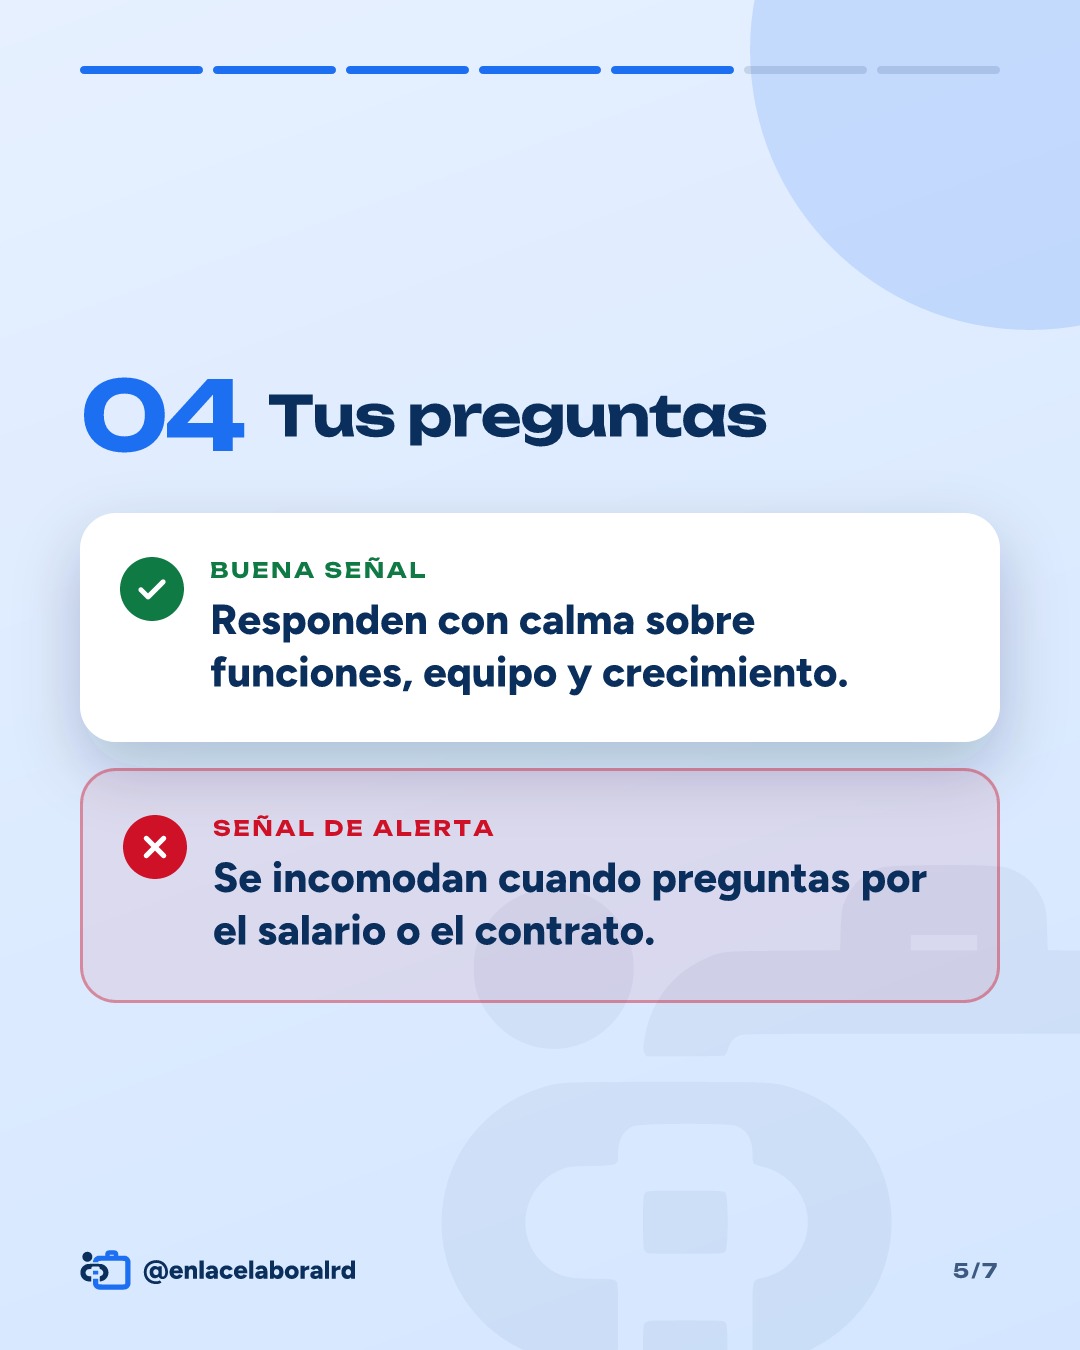 04 Tus preguntas
BUENA SEÑAL
Responden con calma sobre
funciones, equipo y crecimiento.
SEÑAL DE ALERTA
Se incomodan cuando preguntas por
el salario o el contrato.
@enlacelaboralrd
5/7